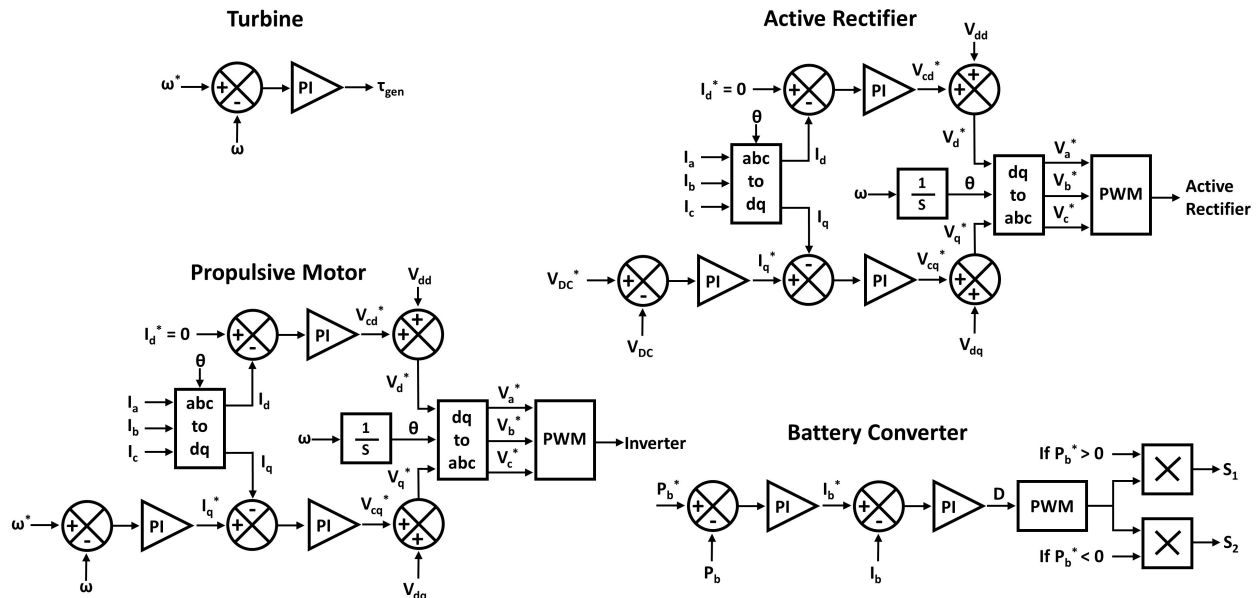 Turbine
ω*
+
-
PI
τgen
ω
Active Rectifier
Vdd
Id* = 0
+
-
PI
Vcd*
+
+
θ
Vd*
Ia
Ib
Ic
abc
to
dq
Id
Iq
ω
1
S
θ
dq
to
abc
Va*
Vb*
Vc*
PWM
Active
Rectifier
Vq*
VDC*
+
-
PI
Iq*
+
-
PI
Vcq*
+
+
VDC
Vdq
Propulsive Motor
Vdd
Id* = 0
+
-
PI
Vcd*
+
+
θ
Vd*
Ia
Ib
Ic
abc
to
dq
Id
Iq
ω
1
S
θ
dq
to
abc
Va*
Vb*
Vc*
PWM
Inverter
Vq*
ω*
+
-
PI
Iq*
+
-
PI
Vcq*
+
+
ω
Vdq
Battery Converter
If Pb* > 0
S1
Pb*
+
-
PI
Ib*
+
-
PI
D
PWM
If Pb* < 0
S2
Pb
Ib